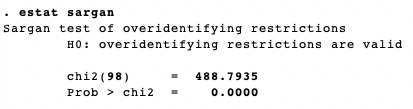 . estat sargan
Sargan test of overidentifying restrictions
H0: overidentifying restrictions are valid
chi2(98) = 488.7935
Prob > chi2 = 0.0000